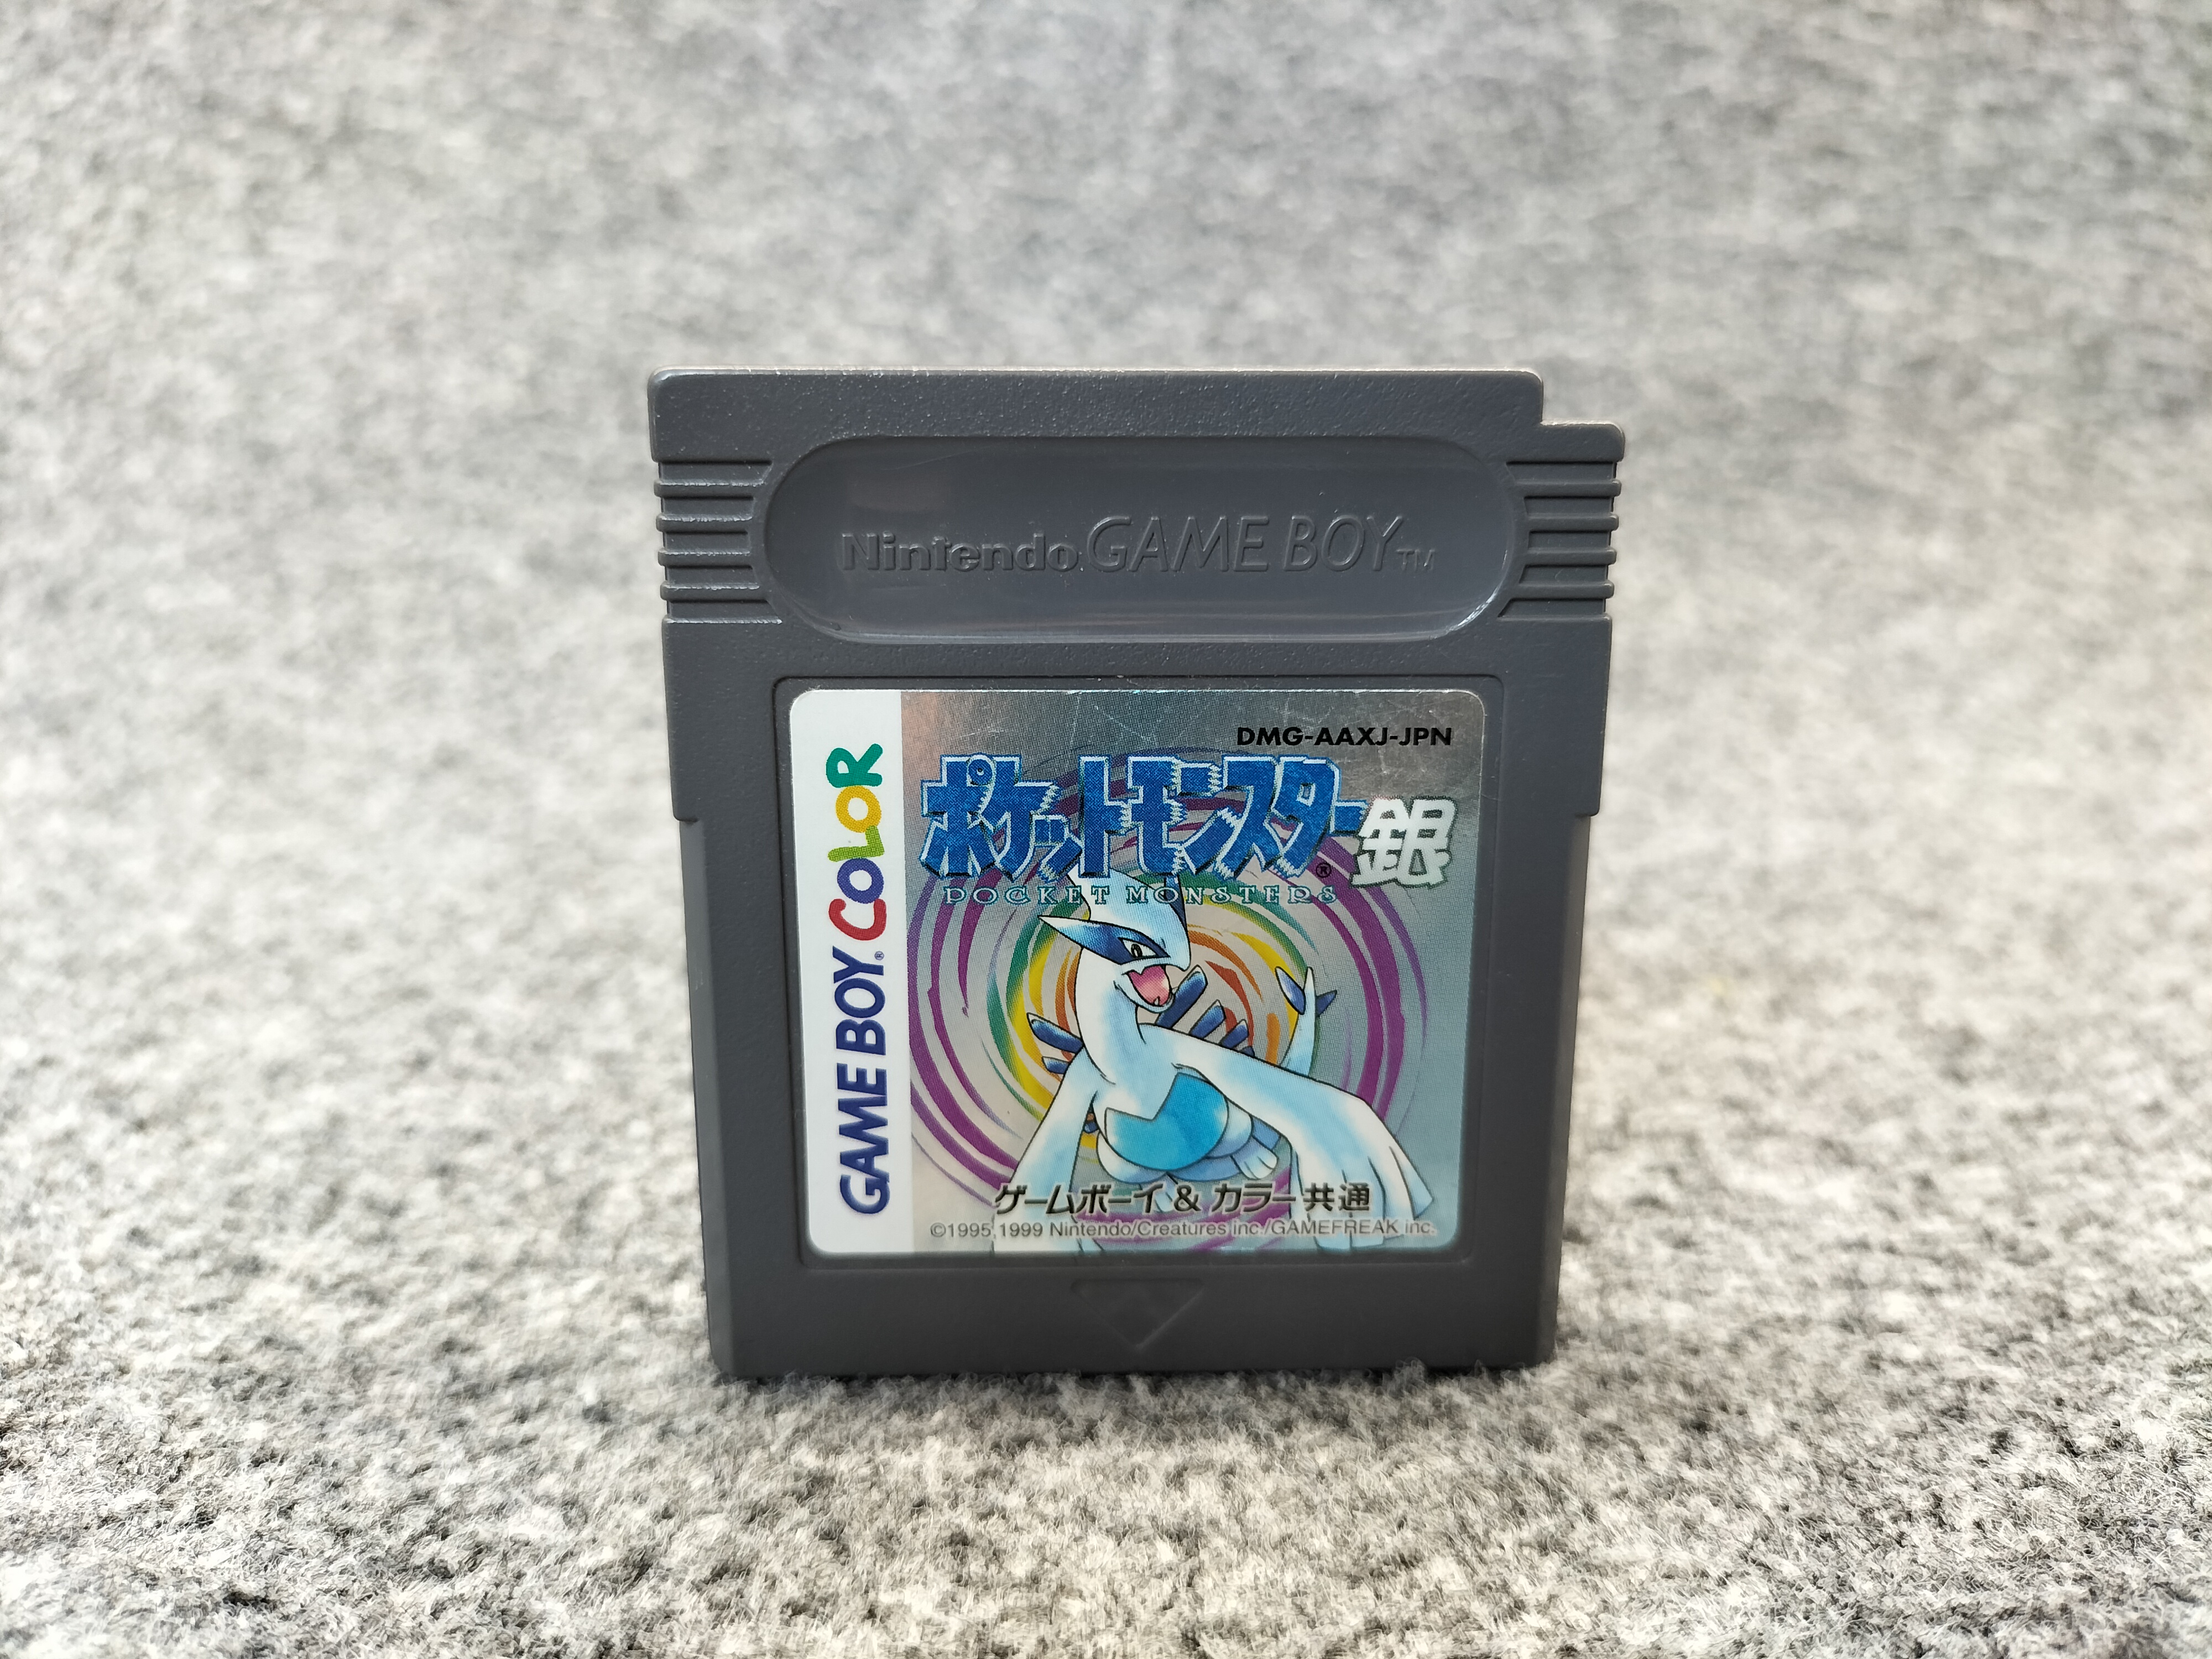 Nintendo GAME BOY TM
GAME BOY COLOR
DMG-AAXJ-JPN
ポケットモンスター® 銀
POCKET MONSTERS
ゲームボーイ & カラー共通
©1995,1999 Nintendo/Creatures inc./GAMEFREAK inc.